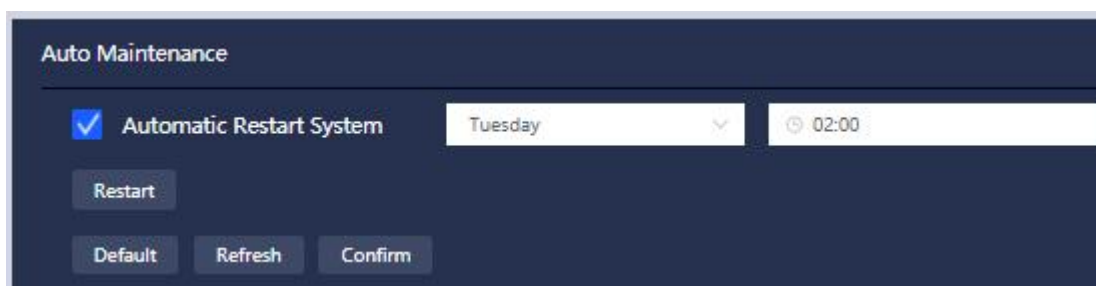 Auto Maintenance
Automatic Restart System Tuesday 02:00
Restart
Default Refresh Confirm